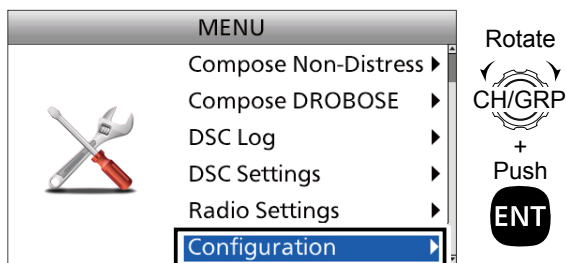 MENU
Compose Non-Distress
Compose DROBOSE
DSC Log
DSC Settings
Radio Settings
Configuration
Rotate
CH/GRP
+
Push
ENT